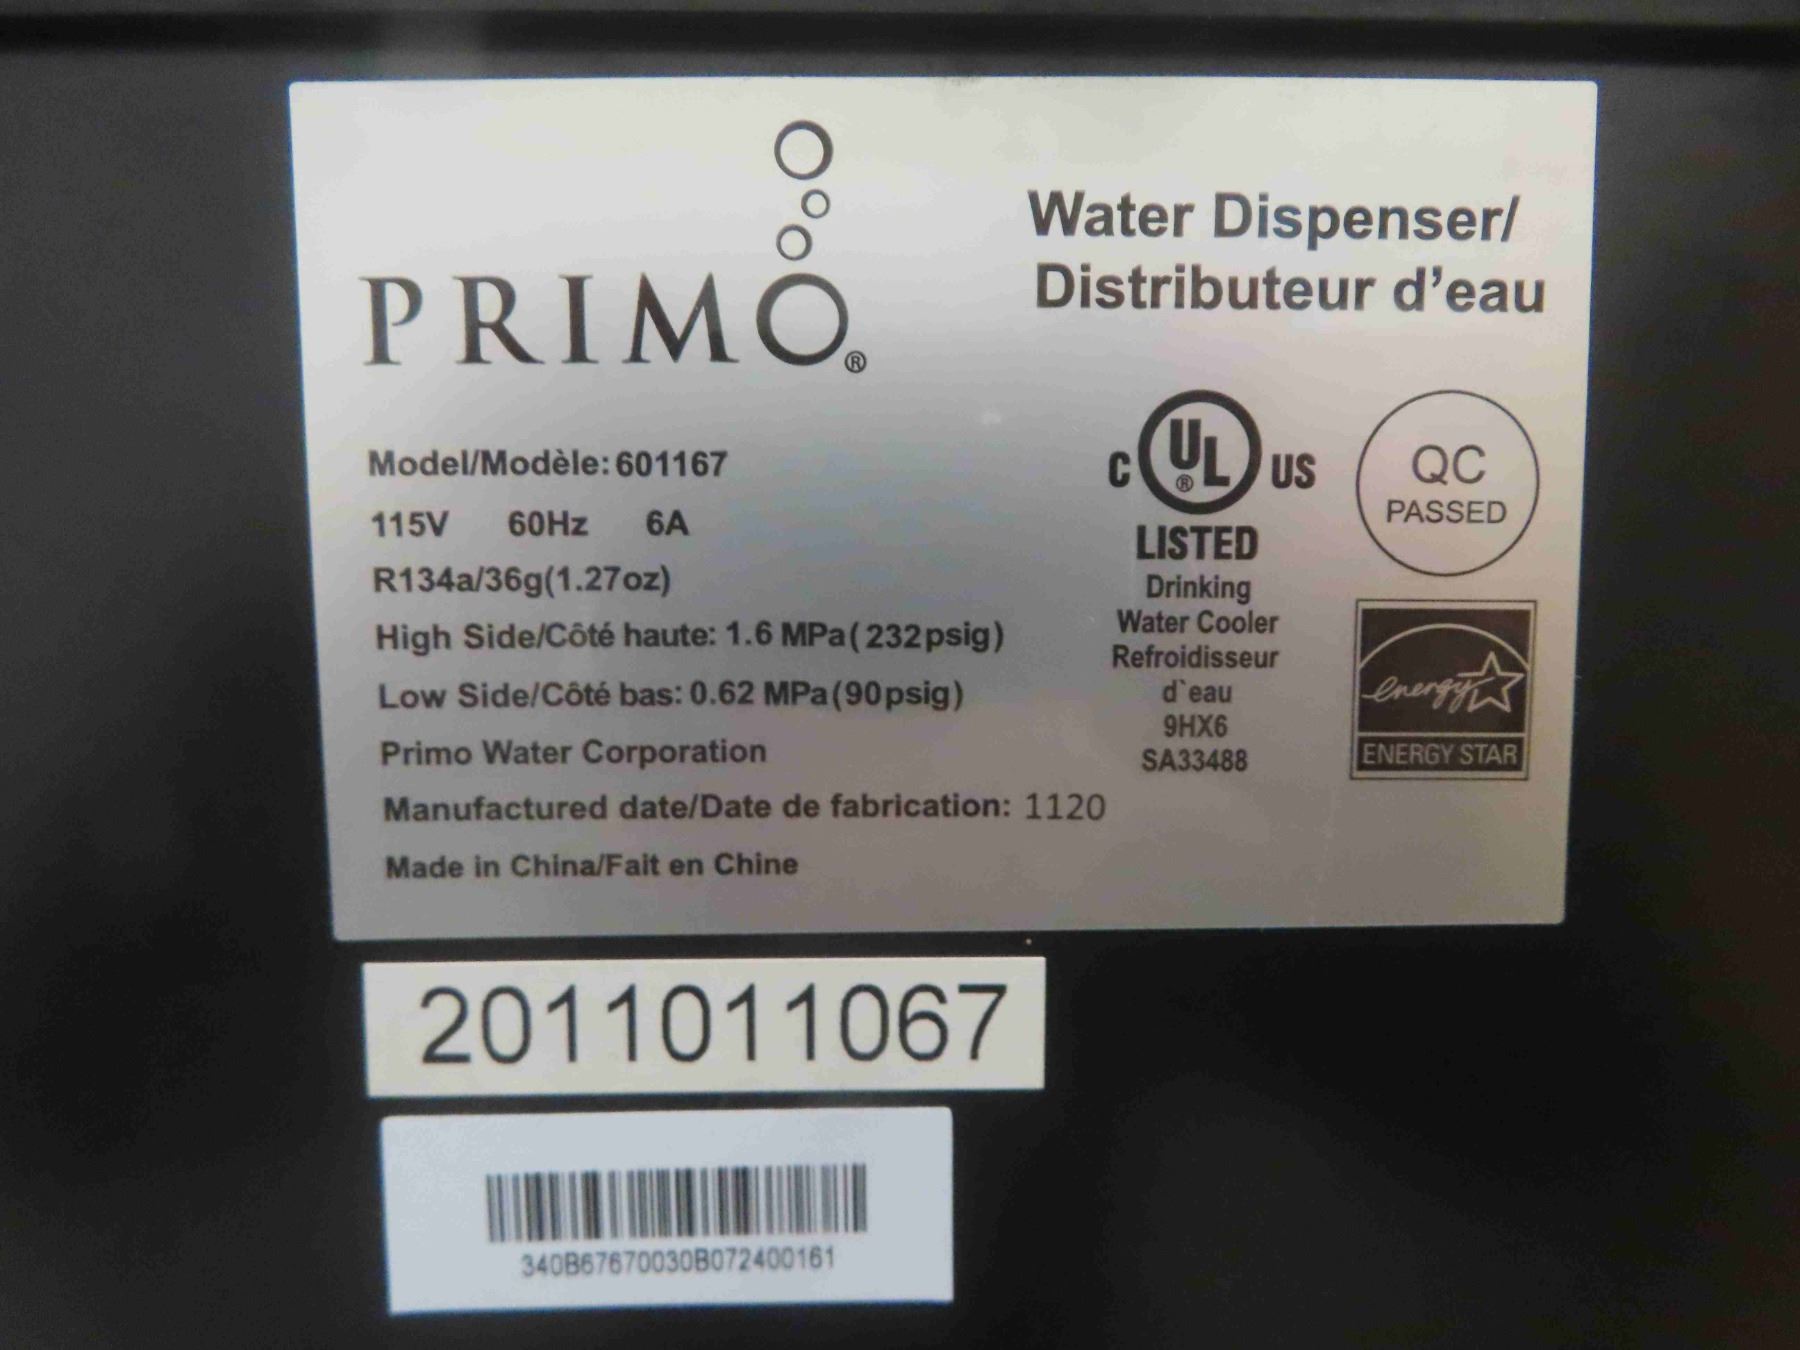 PRIMO®
Water Dispenser/
Distributeur d'eau
Model/Modèle: 601167
115V 60Hz 6A
R134a/36g(1.27oz)
High Side/Côté haute: 1.6 MPa(232psig)
Low Side/Côté bas: 0.62 MPa(90psig)
Primo Water Corporation
Manufactured date/Date de fabrication: 1120
Made in China/Fait en Chine
C UL® US
LISTED
Drinking
Water Cooler
Refroidisseur
d`eau
9HX6
SA33488
QC
PASSED
energy
ENERGY STAR
2011011067
340B67670030B072400161